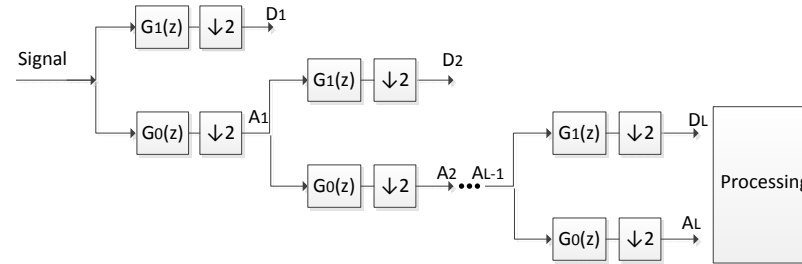 D1
G1(z) ↓2
Signal
D2
G1(z) ↓2
A1
G0(z) ↓2
DL
G1(z) ↓2
A2 ••• AL-1
G0(z) ↓2
Processing
AL
G0(z) ↓2